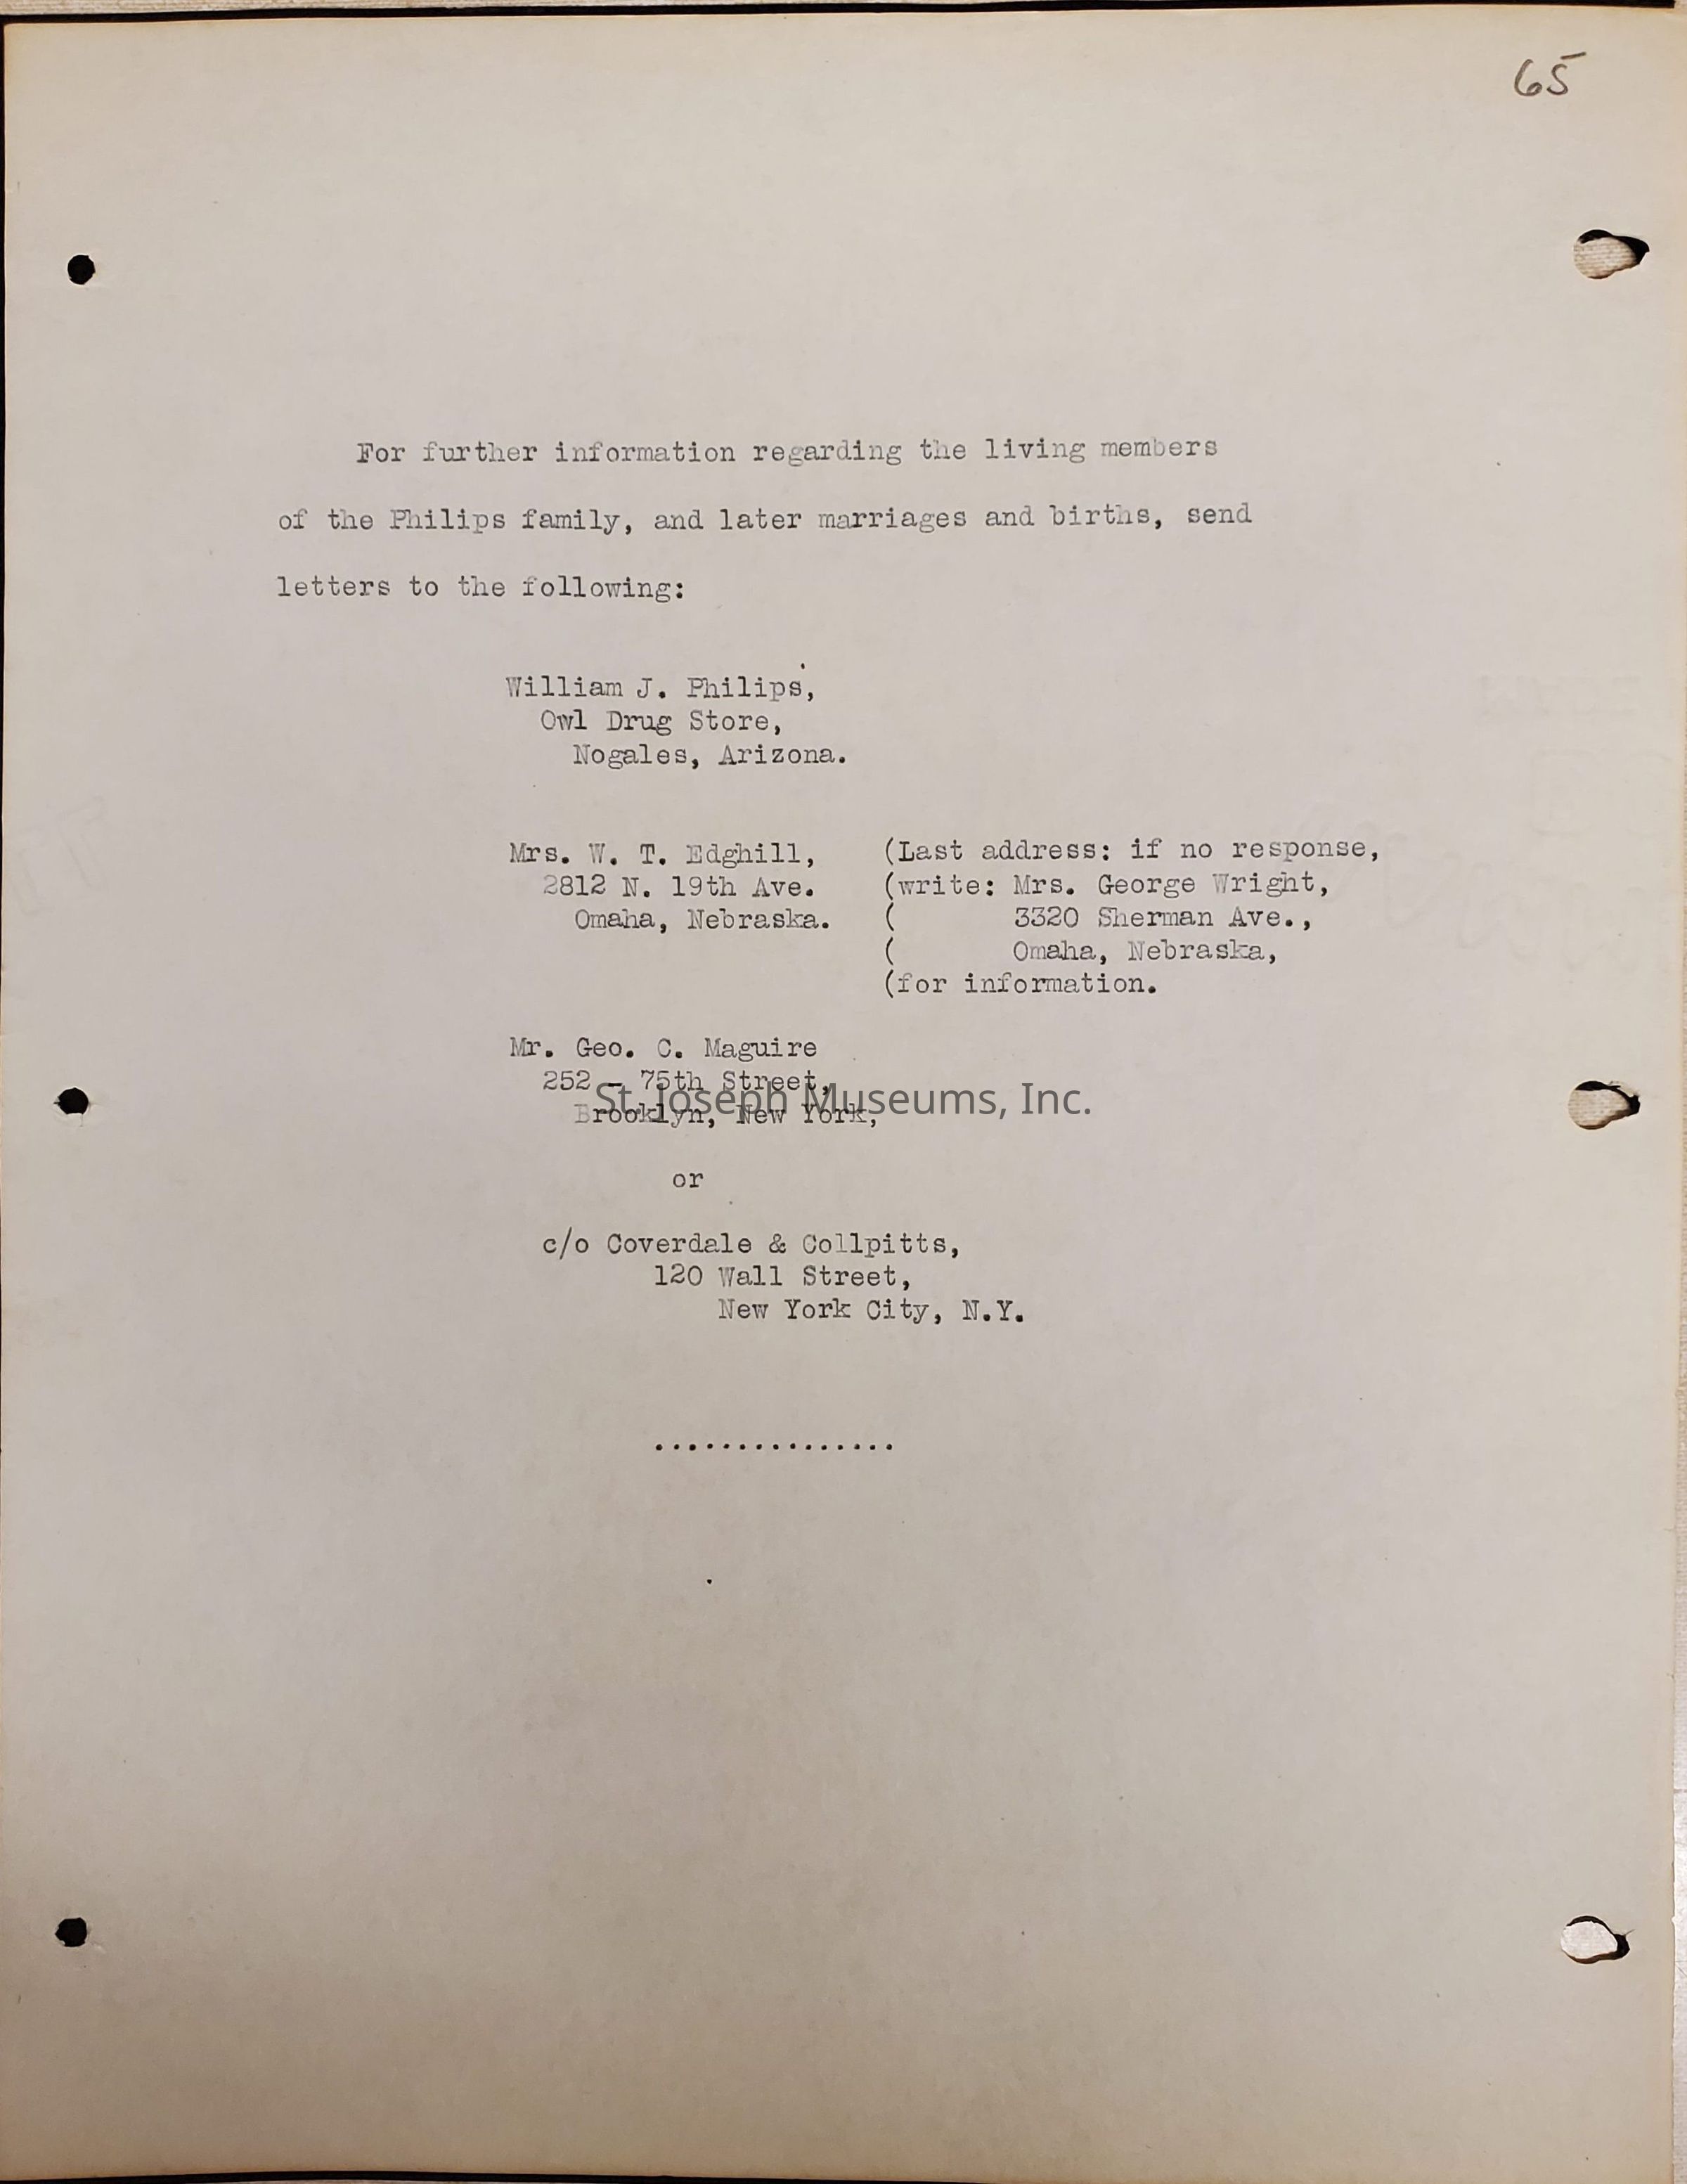 65
For further information regarding the living members
of the Philips family, and later marriages and births, send
letters to the following:
William J. Philips,
Owl Drug Store,
Nogales, Arizona.
Mrs. W. T. Edghill, (Last address: if no response,
2812 N. 19th Ave. (write: Mrs. George Wright,
Omaha, Nebraska. ( 3320 Sherman Ave.,
( Omaha, Nebraska,
(for information.
Mr. Geo. C. Maguire
252 - 75th Street,
St. Joseph Museums, Inc.
Brooklyn, New York,
or
c/o Coverdale & Collpitts,
120 Wall Street,
New York City, N.Y.
...............